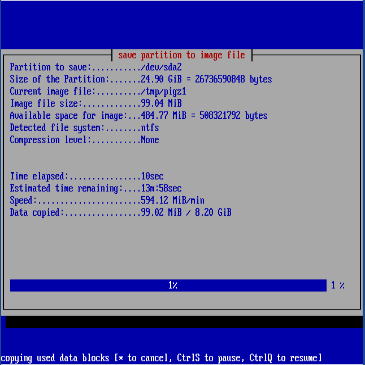 save partition to image file
Partition to save:...........:/dev/sda2
Size of the Partition:......24.90 GiB = 26736590848 bytes
Current image file:........./tmp/pigz1
Image file size:............99.04 MiB
Available space for image:...484.77 MiB = 508321792 bytes
Detected file system:........ntfs
Compression level:..........None
Time elapsed:................10sec
Estimated time remaining:....13m:58sec
Speed:.......................594.12 MiB/min
Data copied:.................99.02 MiB / 8.20 GiB
1%
1 %
copying used data blocks [* to cancel, CtrlS to pause, CtrlQ to resume]